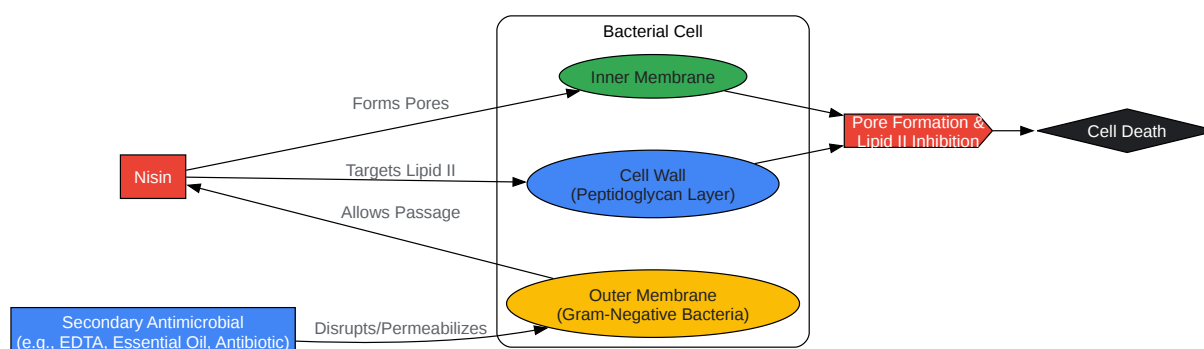 Bacterial Cell
Inner Membrane
Forms Pores
Pore Formation &
Lipid II Inhibition
Cell Death
Nisin
Targets Lipid II
Cell Wall
(Peptidoglycan Layer)
Allows Passage
Outer Membrane
(Gram-Negative Bacteria)
Secondary Antimicrobial
(e.g., EDTA, Essential Oil, Antibiotic)
Disrupts/Permeabilizes